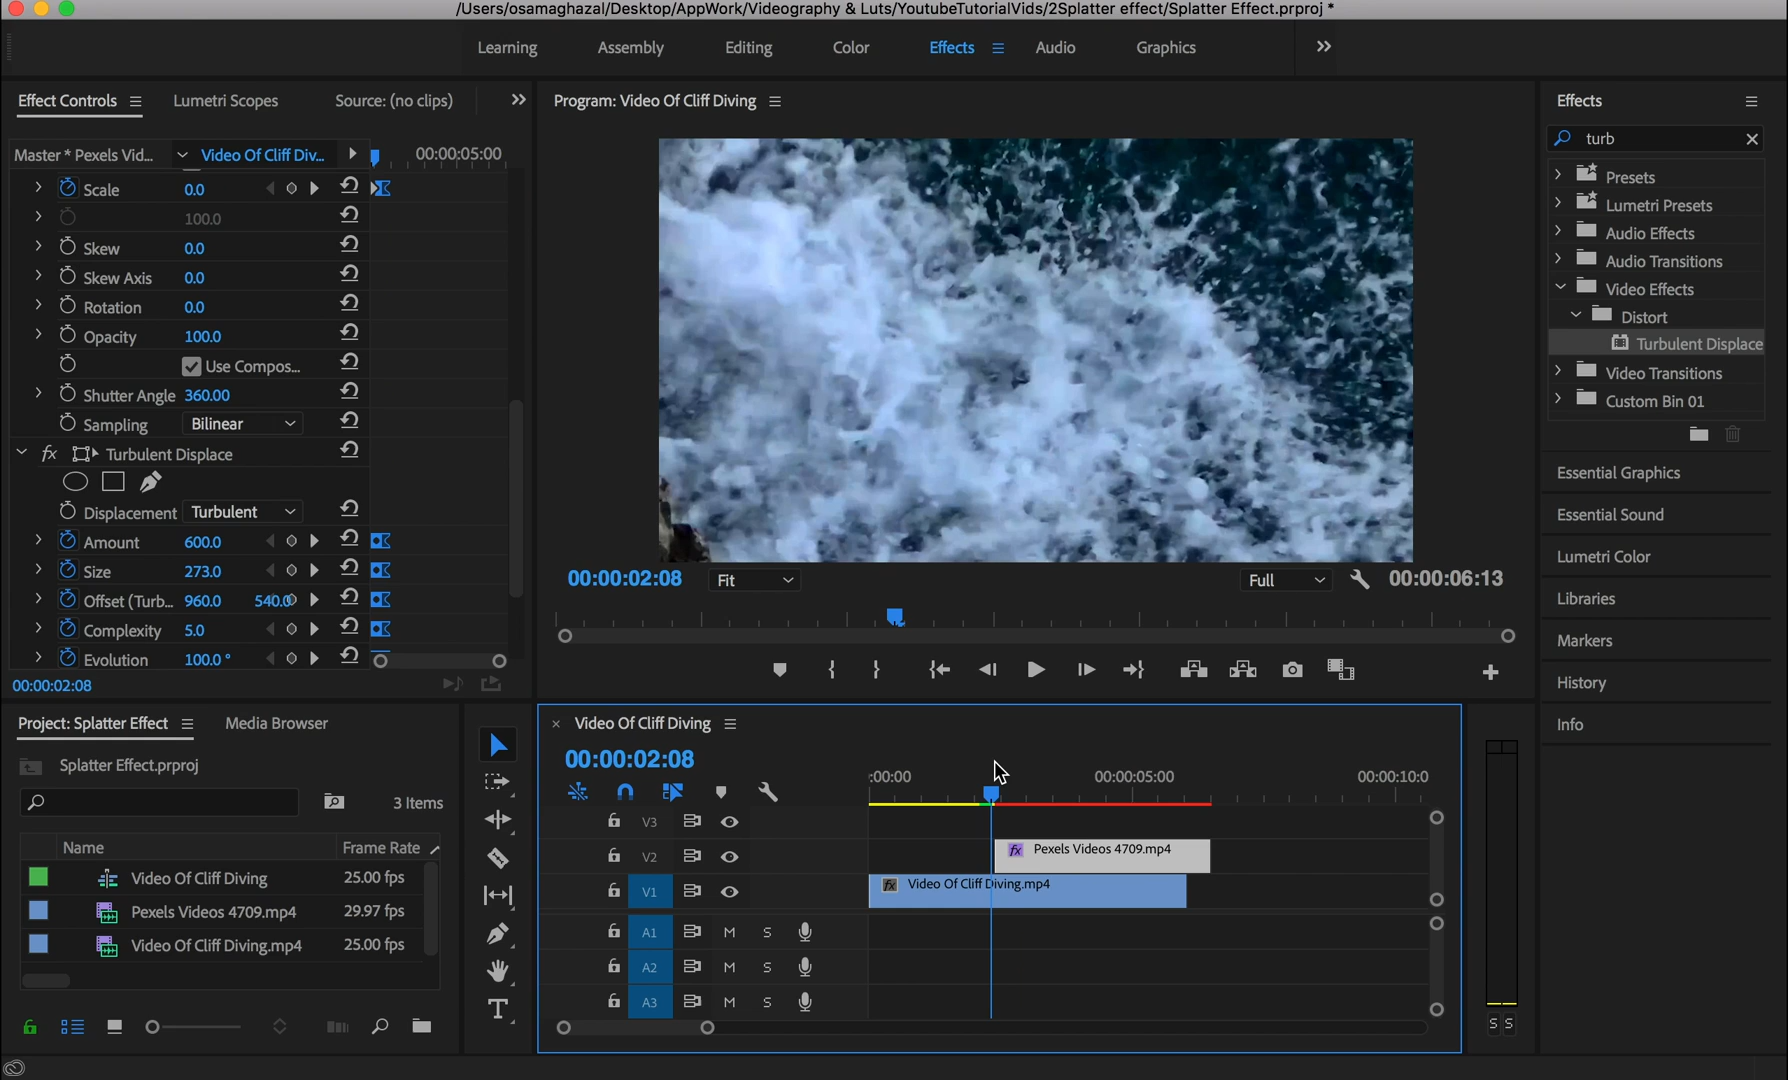 /Users/osamaghazal/Desktop/AppWork/Videography & Luts/YoutubeTutorialVids/2Splatter effect/Splatter Effect.prproj *
Learning Assembly Editing Color Effects Audio Graphics
Effect Controls Lumetri Scopes Source: (no clips)
Master * Pexels Vid... Video Of Cliff Div... 00:00:05:00
Scale 0.0
100.0
Skew 0.0
Skew Axis 0.0
Rotation 0.0
Opacity 100.0
Use Compos...
Shutter Angle 360.00
Sampling Bilinear
fx Turbulent Displace
Displacement Turbulent
Amount 600.0
Size 273.0
Offset (Turb... 960.0 540.0
Complexity 5.0
Evolution 100.0 °
00:00:02:08
Program: Video Of Cliff Diving
00:00:02:08 Fit Full 00:00:06:13
Effects
turb
Presets
Lumetri Presets
Audio Effects
Audio Transitions
Video Effects
Distort
Turbulent Displace
Video Transitions
Custom Bin 01
Essential Graphics
Essential Sound
Lumetri Color
Libraries
Markers
History
Info
Project: Splatter Effect Media Browser
Splatter Effect.prproj
3 Items
Name Frame Rate
Video Of Cliff Diving 25.00 fps
Pexels Videos 4709.mp4 29.97 fps
Video Of Cliff Diving.mp4 25.00 fps
T
× Video Of Cliff Diving
00:00:02:08
:00:00 00:00:05:00 00:00:10:0
V3
V2 fx Pexels Videos 4709.mp4
V1 fx Video Of Cliff Diving.mp4
A1 M S
A2 M S
A3 M S
S S